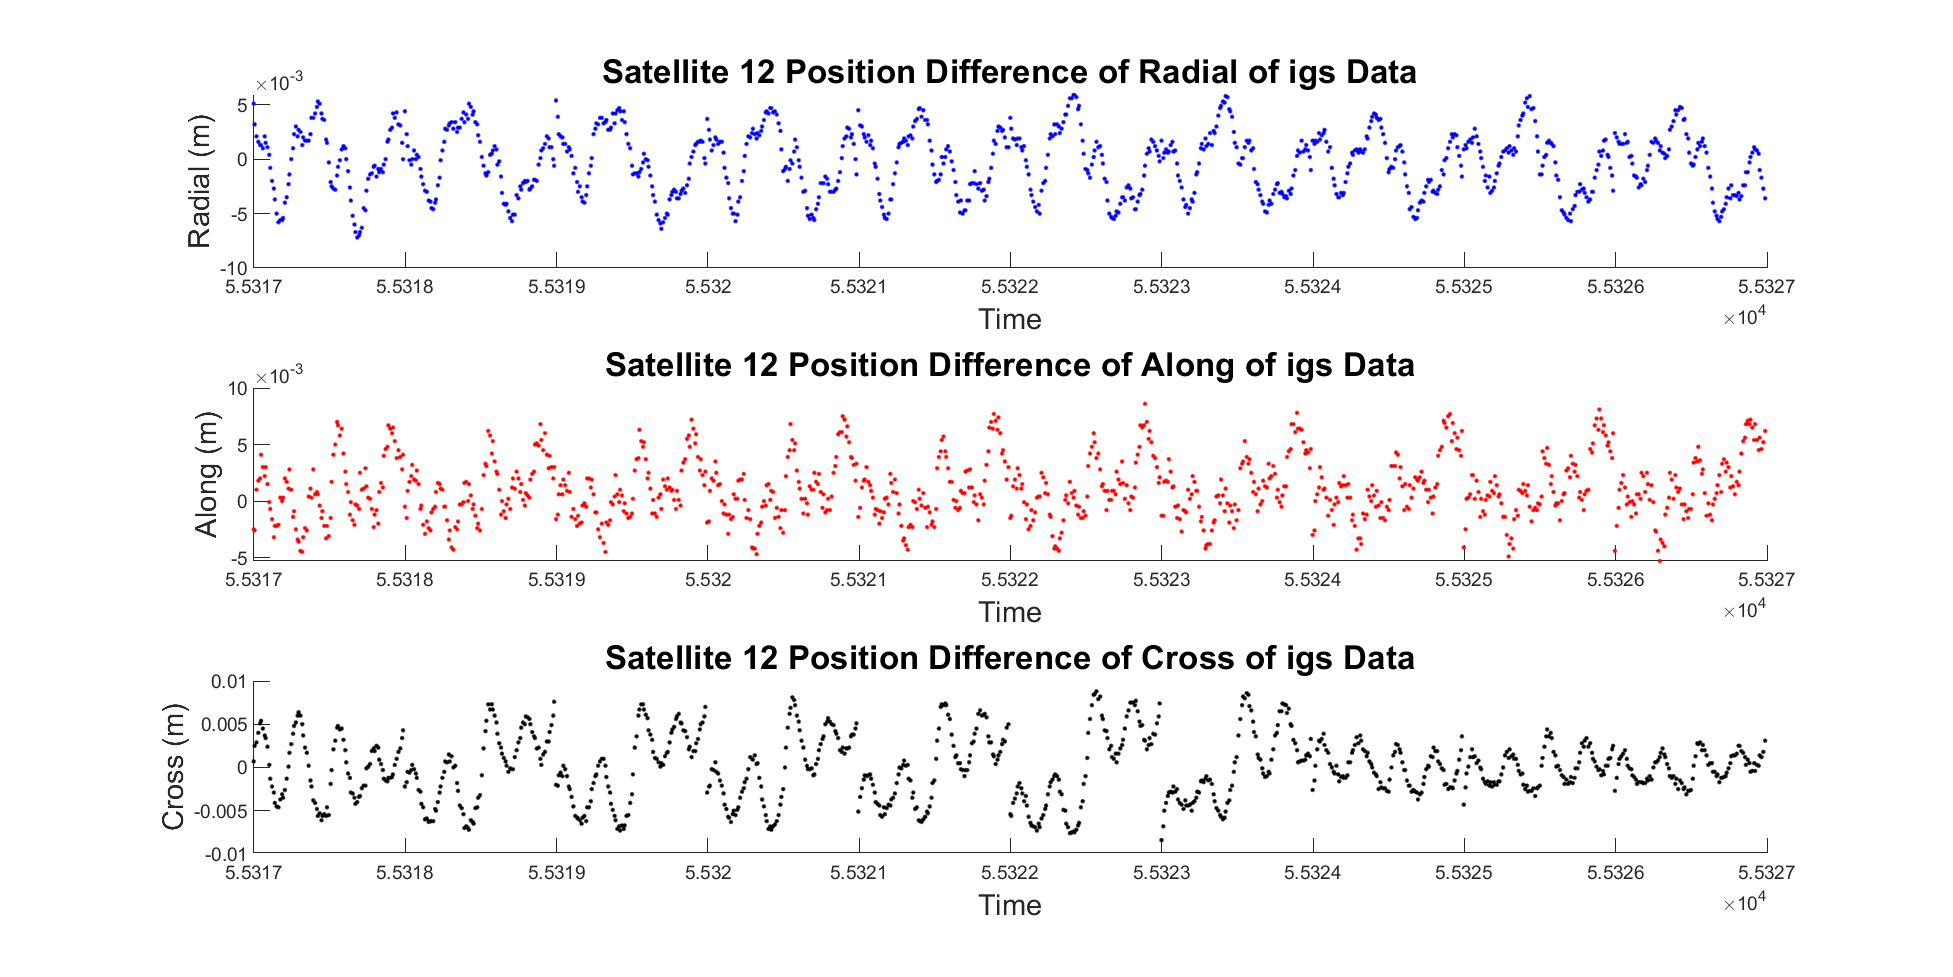 Satellite 12 Position Difference of Radial of igs Data
×10-3
5
0
-5
-10
Radial (m)
5.5317 5.5318 5.5319 5.532 5.5321 5.5322 5.5323 5.5324 5.5325 5.5326 5.5327
Time
×104
Satellite 12 Position Difference of Along of igs Data
×10-3
10
5
0
-5
Along (m)
5.5317 5.5318 5.5319 5.532 5.5321 5.5322 5.5323 5.5324 5.5325 5.5326 5.5327
Time
×104
Satellite 12 Position Difference of Cross of igs Data
0.01
0.005
0
-0.005
-0.01
Cross (m)
5.5317 5.5318 5.5319 5.532 5.5321 5.5322 5.5323 5.5324 5.5325 5.5326 5.5327
Time
×104